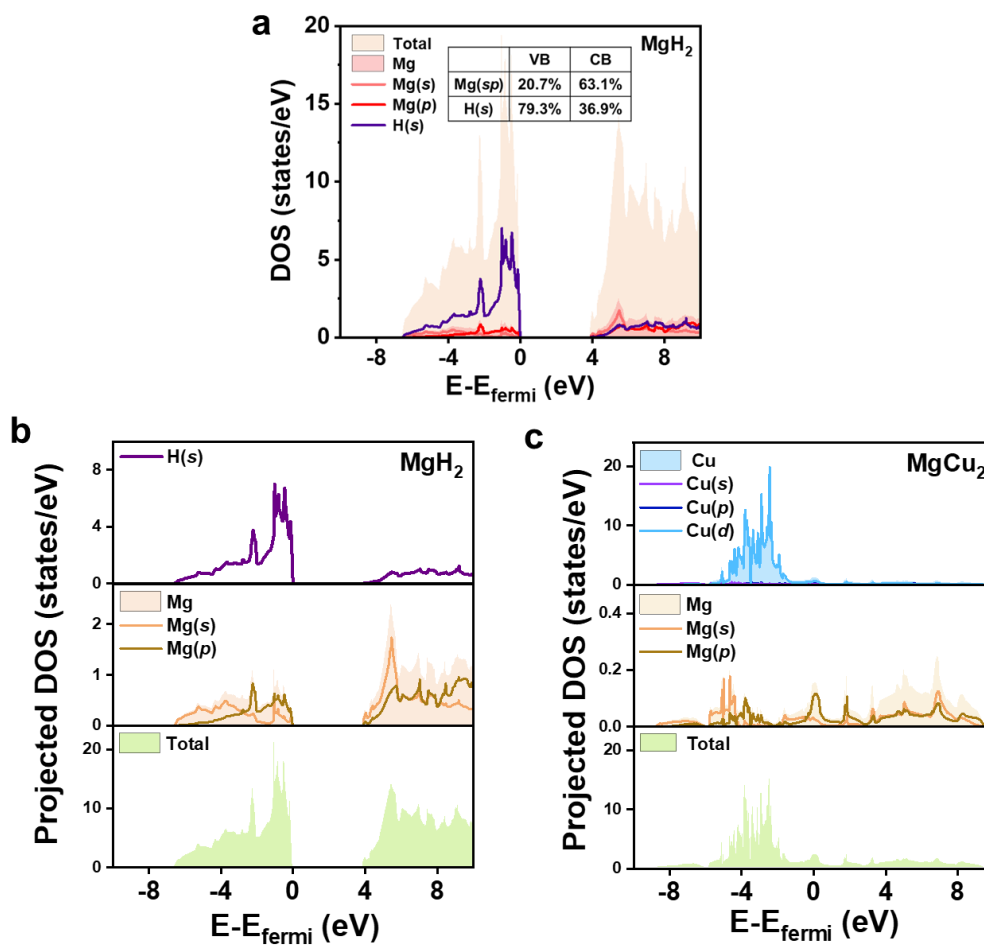 a
20
15
10
5
0
DOS (states/eV)
Total
Mg
Mg(s)
Mg(p)
H(s)
MgH2
VB CB
Mg(sp) 20.7% 63.1%
H(s) 79.3% 36.9%
-8 -4 0 4 8
E-Efermi (eV)
b
Projected DOS (states/eV)
H(s)
MgH2
8
4
0
Mg
Mg(s)
Mg(p)
2
1
0
Total
20
10
0
-8 -4 0 4 8
E-Efermi (eV)
c
Projected DOS (states/eV)
Cu
Cu(s)
Cu(p)
Cu(d)
MgCu2
20
10
0
Mg
Mg(s)
Mg(p)
0.4
0.2
0.0
Total
20
10
0
-8 -4 0 4 8
E-Efermi (eV)